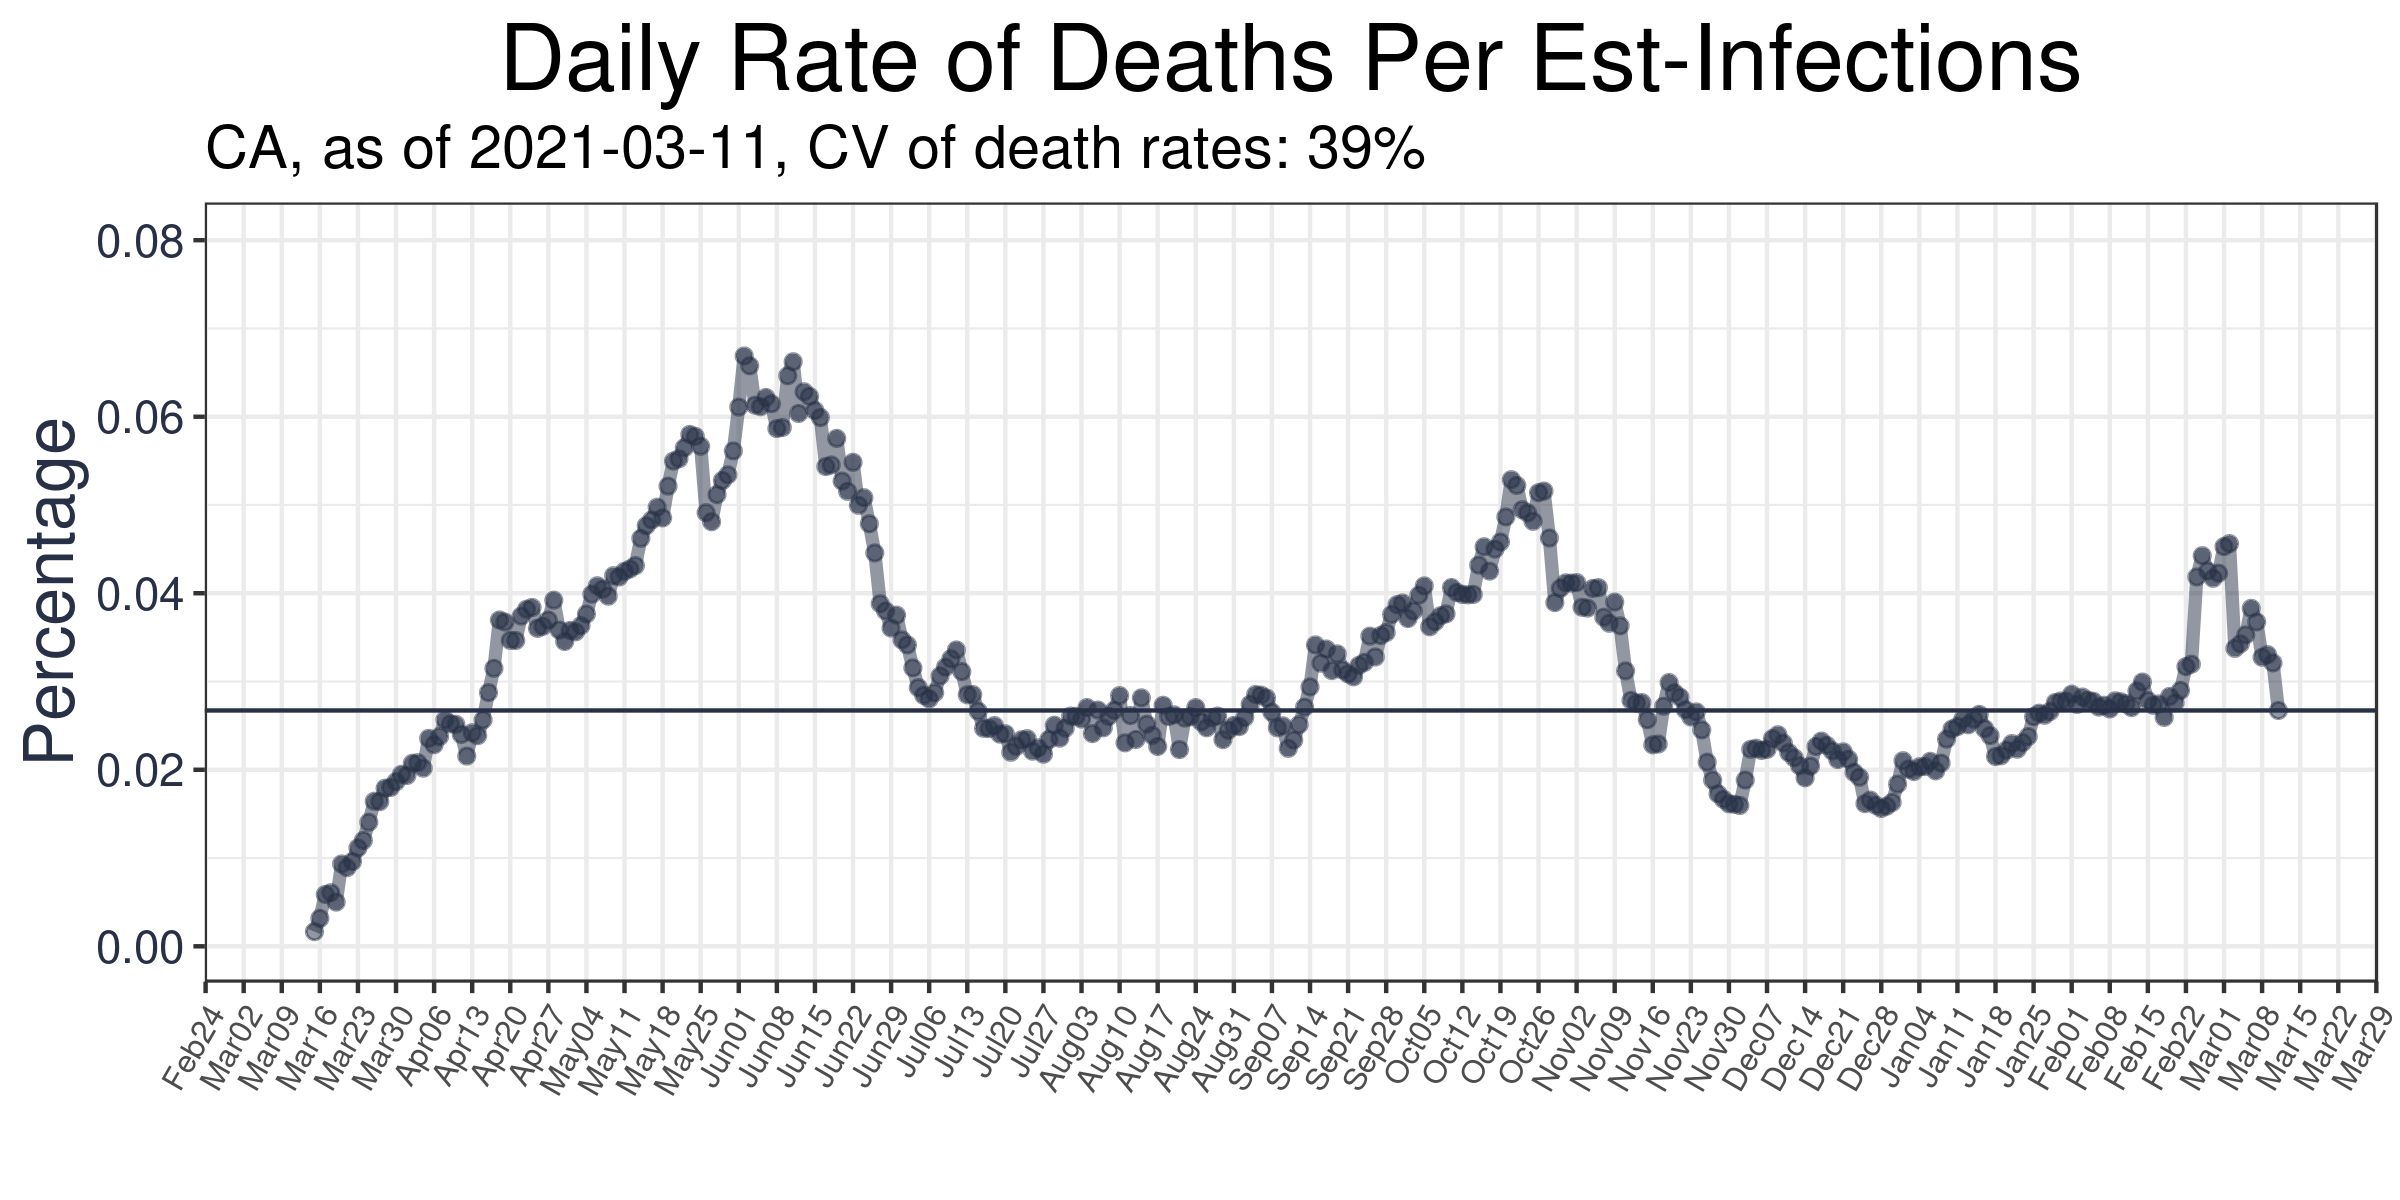 Daily Rate of Deaths Per Est-Infections
CA, as of 2021-03-11, CV of death rates: 39%
Percentage
0.08
0.06
0.04
0.02
0.00
Feb24 Mar02 Mar09 Mar16 Mar23 Mar30 Apr06 Apr13 Apr20 Apr27 May04 May11 May18 May25 Jun01 Jun08 Jun15 Jun22 Jun29 Jul06 Jul13 Jul20 Jul27 Aug03 Aug10 Aug17 Aug24 Aug31 Sep07 Sep14 Sep21 Sep28 Oct05 Oct12 Oct19 Oct26 Nov02 Nov09 Nov16 Nov23 Nov30 Dec07 Dec14 Dec21 Dec28 Jan04 Jan11 Jan18 Jan25 Feb01 Feb08 Feb15 Feb22 Mar01 Mar08 Mar15 Mar22 Mar29